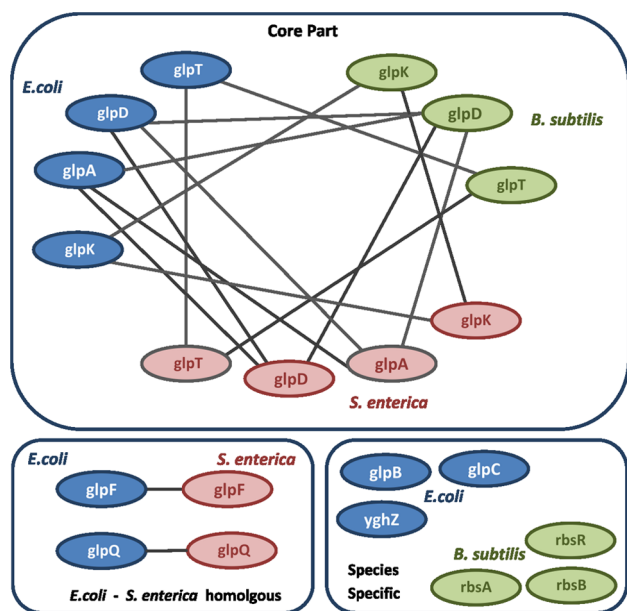 Core Part
glpT
glpK
E.coli
glpD
glpD
B. subtilis
glpA
glpT
glpK
glpK
glpT
glpA
glpD
S. enterica
E.coli
S. enterica
glpF
glpF
glpQ
glpQ
E.coli - S. enterica homolgous
glpB
glpC
E.coli
yghZ
rbsR
B. subtilis
Species
Specific
rbsA
rbsB